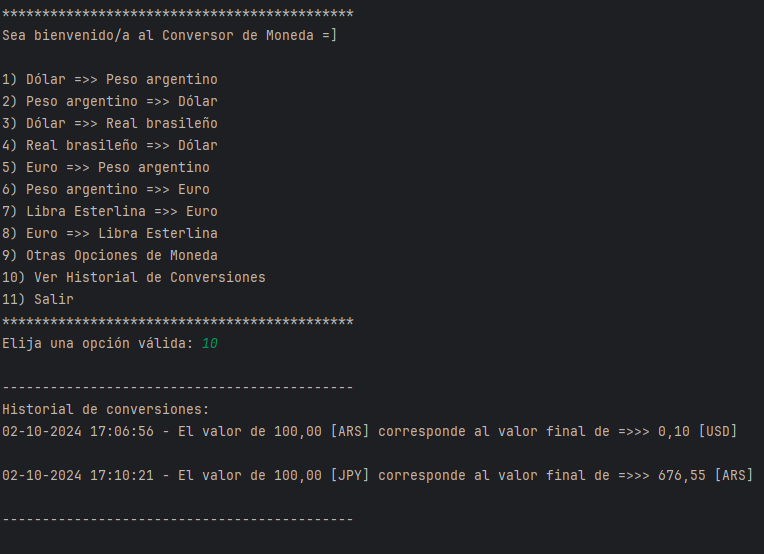 ********************************************
Sea bienvenido/a al Conversor de Moneda =]
1) Dólar =>> Peso argentino
2) Peso argentino =>> Dólar
3) Dólar =>> Real brasileño
4) Real brasileño =>> Dólar
5) Euro =>> Peso argentino
6) Peso argentino =>> Euro
7) Libra Esterlina =>> Euro
8) Euro =>> Libra Esterlina
9) Otras Opciones de Moneda
10) Ver Historial de Conversiones
11) Salir
********************************************
Elija una opción válida: 10
--------------------------------------------
Historial de conversiones:
02-10-2024 17:06:56 - El valor de 100,00 [ARS] corresponde al valor final de =>>> 0,10 [USD]
02-10-2024 17:10:21 - El valor de 100,00 [JPY] corresponde al valor final de =>>> 676,55 [ARS]
--------------------------------------------